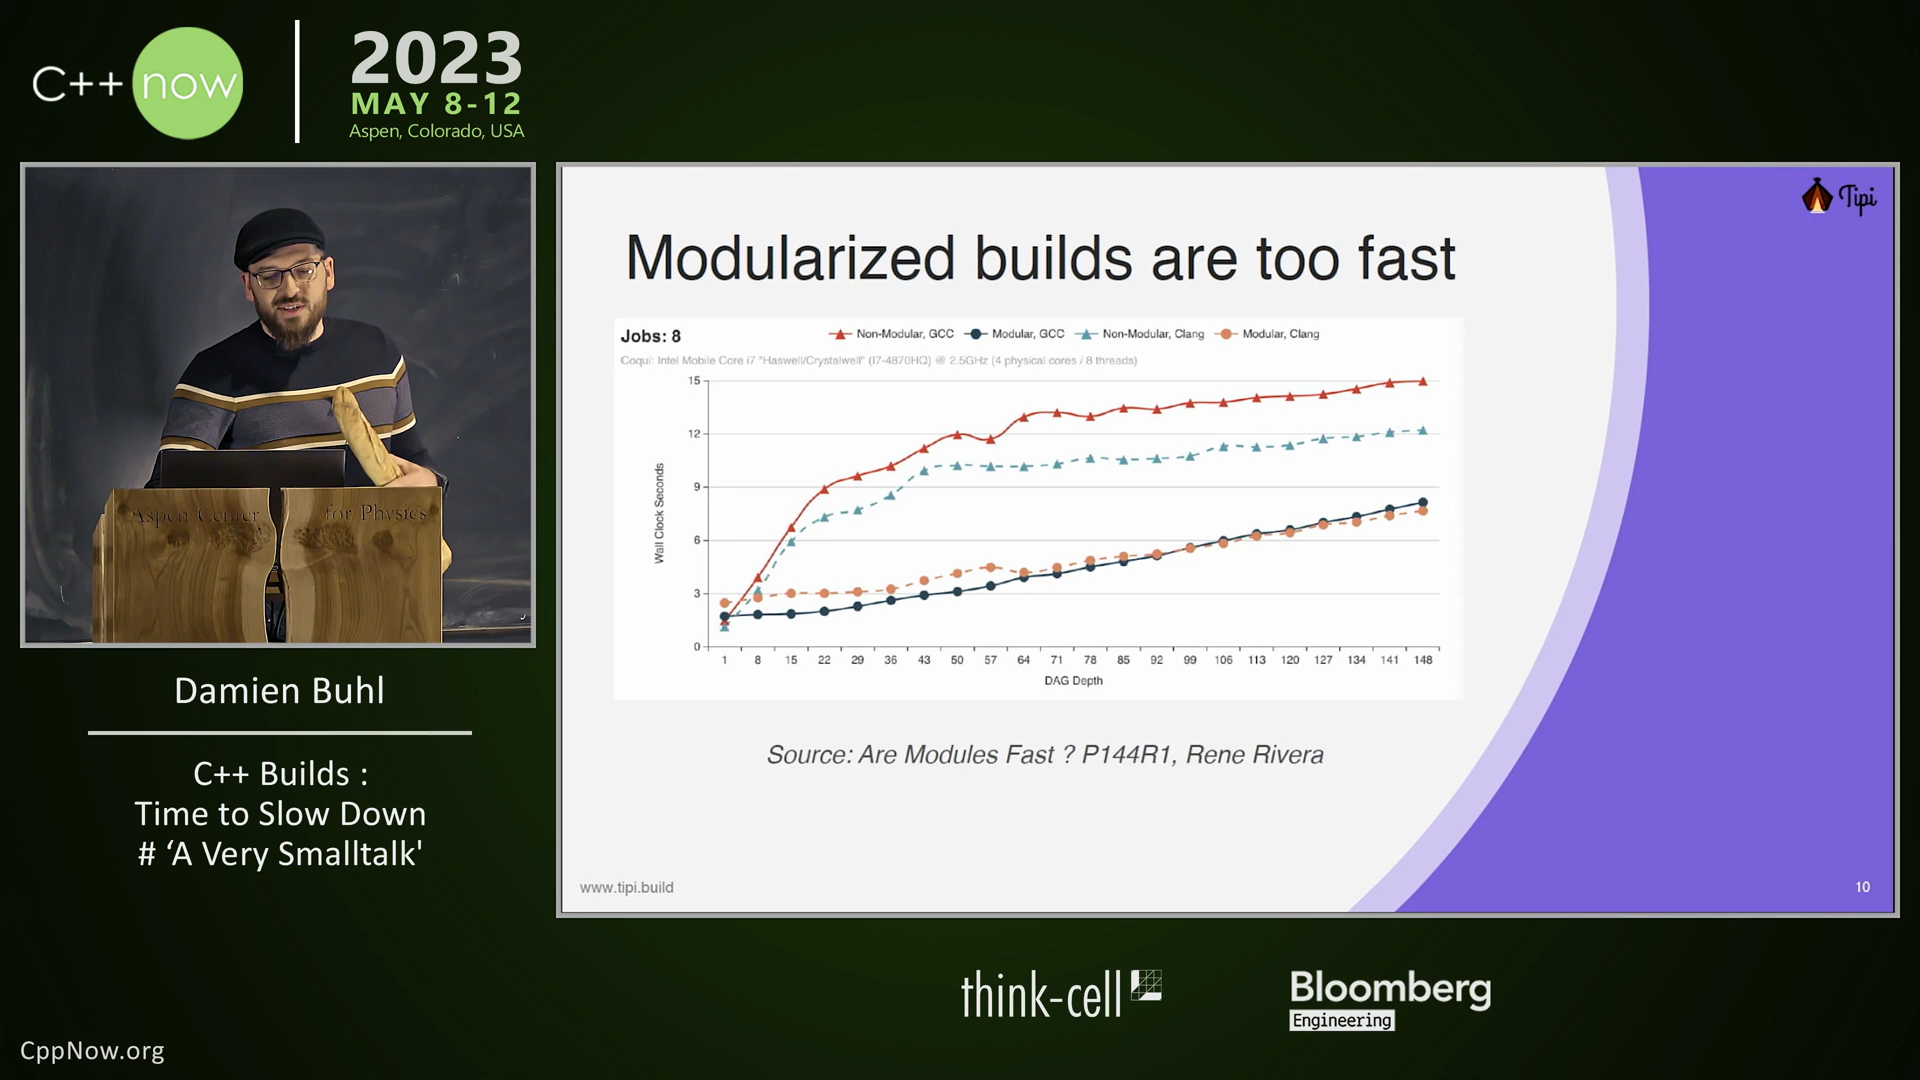 C++ now
2023
MAY 8-12
Aspen, Colorado, USA
Aspen Center for Physics
Damien Buhl
C++ Builds :
Time to Slow Down
# ‘A Very Smalltalk'
Tipi
Modularized builds are too fast
Jobs: 8
Non-Modular, GCC Modular, GCC Non-Modular, Clang Modular, Clang
Coqui: Intel Mobile Core i7 "Haswell/Crystalwell" (I7-4870HQ) @ 2.5GHz (4 physical cores / 8 threads)
Wall Clock Seconds
15
12
9
6
3
0
1 8 15 22 29 36 43 50 57 64 71 78 85 92 99 106 113 120 127 134 141 148
DAG Depth
Source: Are Modules Fast ? P144R1, Rene Rivera
www.tipi.build
10
think-cell
Bloomberg
Engineering
CppNow.org